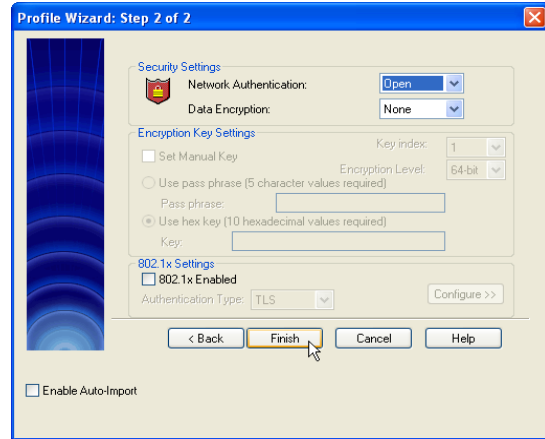 Profile Wizard: Step 2 of 2
Security Settings
Network Authentication: Open
Data Encryption: None
Encryption Key Settings
Key index: 1
Set Manual Key
Encryption Level: 64-bit
Use pass phrase (5 character values required)
Pass phrase:
Use hex key (10 hexadecimal values required)
Key:
802.1x Settings
802.1x Enabled
Authentication Type: TLS
Configure >>
< Back Finish Cancel Help
Enable Auto-Import